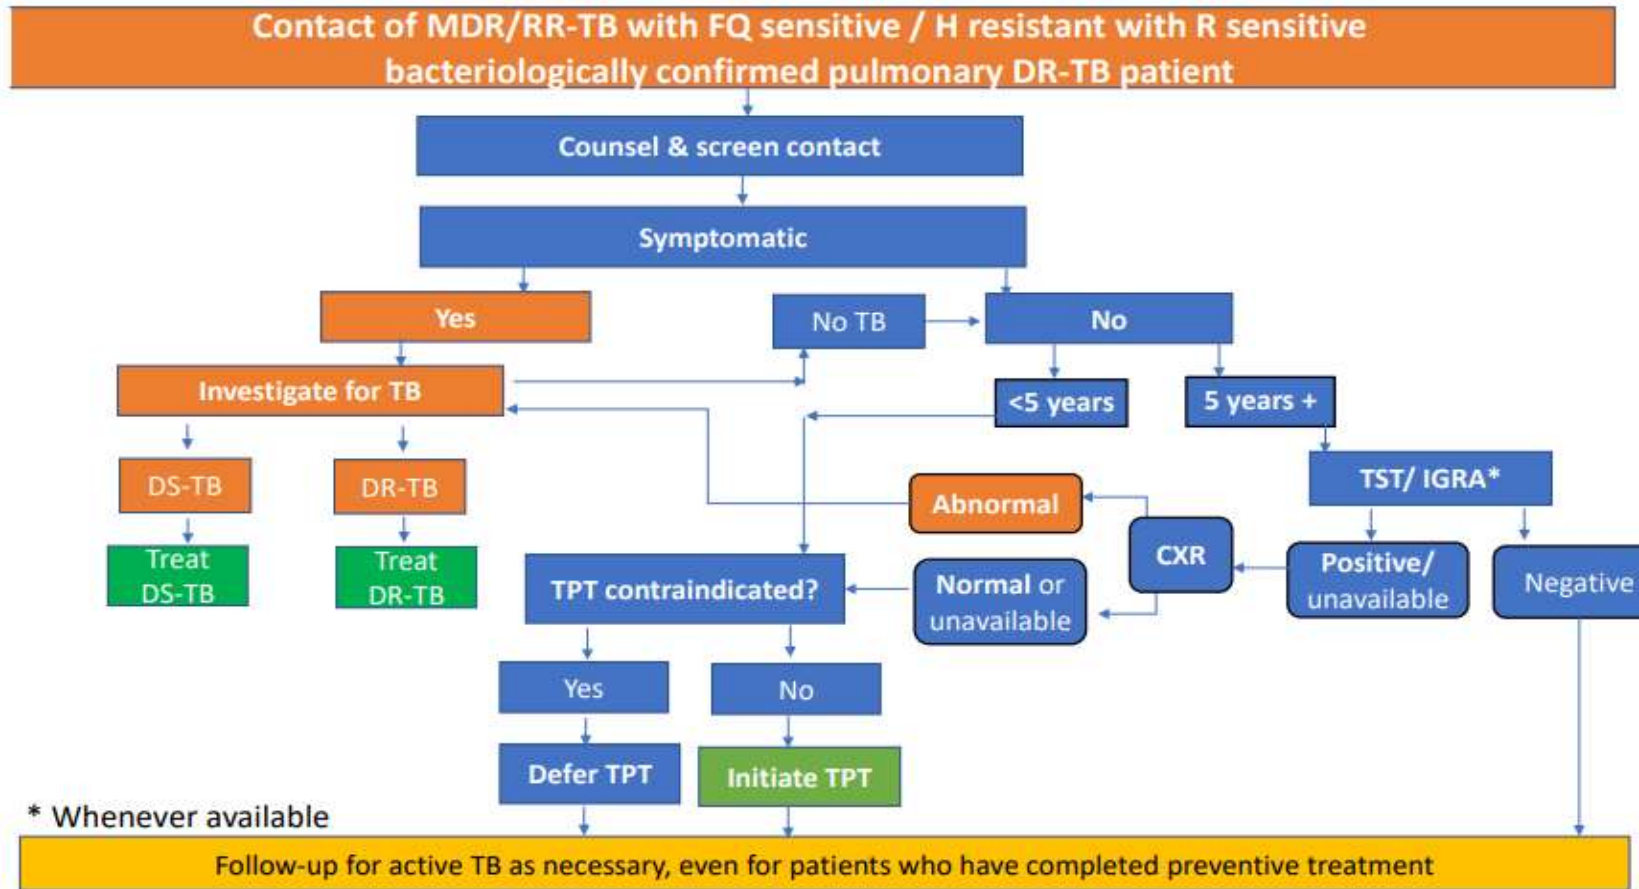 Contact of MDR/RR-TB with FQ sensitive / H resistant with R sensitive
bacteriologically confirmed pulmonary DR-TB patient
Counsel & screen contact
Symptomatic
Yes
No TB
No
Investigate for TB
<5 years
5 years +
DS-TB
DR-TB
Abnormal
TST/ IGRA*
Treat
DS-TB
Treat
DR-TB
TPT contraindicated?
Normal or
unavailable
CXR
Positive/
unavailable
Negative
Yes
No
Defer TPT
Initiate TPT
* Whenever available
Follow-up for active TB as necessary, even for patients who have completed preventive treatment